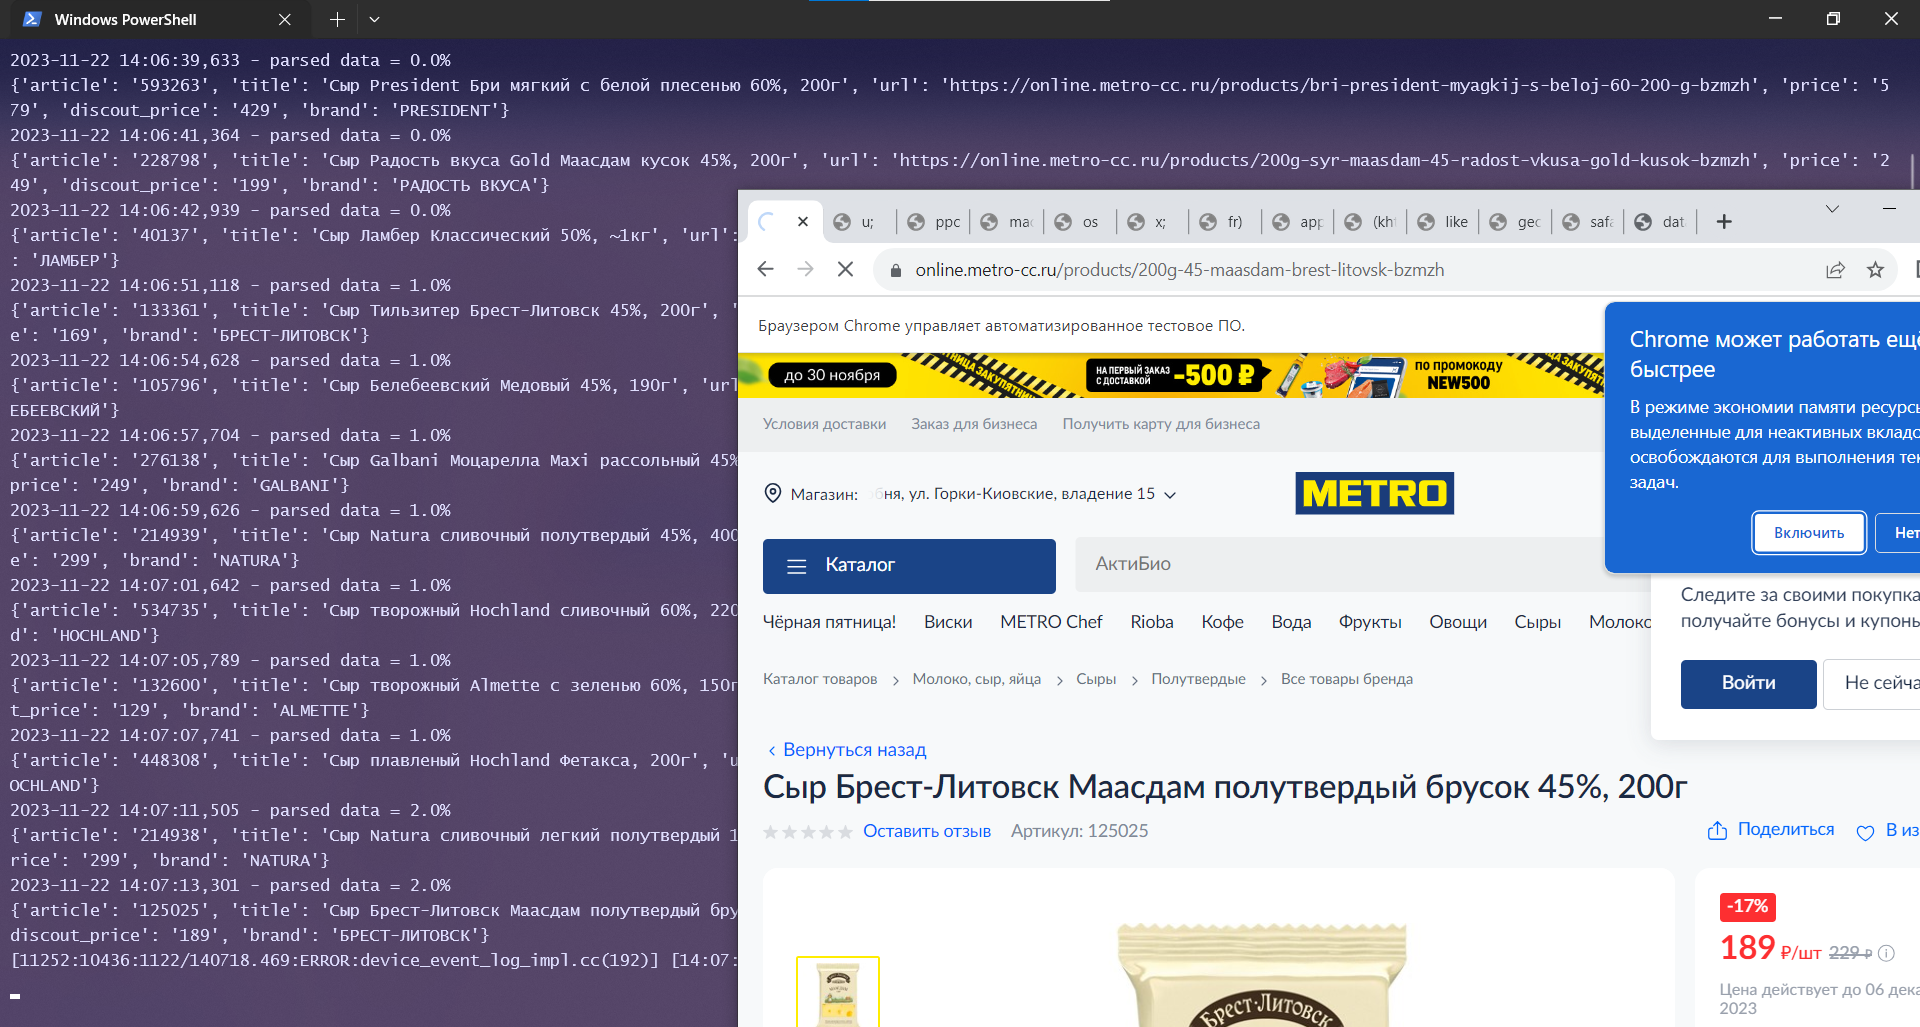 Windows PowerShell
2023-11-22 14:06:39,633 - parsed data = 0.0%
{'article': '593263', 'title': 'Сыр President Бри мягкий с белой плесенью 60%, 200г', 'url': 'https://online.metro-cc.ru/products/bri-president-myagkij-s-beloj-60-200-g-bzmzh', 'price': '5
79', 'discout_price': '429', 'brand': 'PRESIDENT'}
2023-11-22 14:06:41,364 - parsed data = 0.0%
{'article': '228798', 'title': 'Сыр Радость вкуса Gold Маасдам кусок 45%, 200г', 'url': 'https://online.metro-cc.ru/products/200g-syr-maasdam-45-radost-vkusa-gold-kusok-bzmzh', 'price': '2
49', 'discout_price': '199', 'brand': 'РАДОСТЬ ВКУСА'}
2023-11-22 14:06:42,939 - parsed data = 0.0%
{'article': '40137', 'title': 'Сыр Ламбер Классический 50%, ~1кг', 'url':
: 'ЛАМБЕР'}
2023-11-22 14:06:51,118 - parsed data = 1.0%
{'article': '133361', 'title': 'Сыр Тильзитер Брест-Литовск 45%, 200г', '
е': '169', 'brand': 'БРЕСТ-ЛИТОВСК'}
2023-11-22 14:06:54,628 - parsed data = 1.0%
{'article': '105796', 'title': 'Сыр Белебеевский Медовый 45%, 190г', 'url
ЕБЕЕВСКИЙ'}
2023-11-22 14:06:57,704 - parsed data = 1.0%
{'article': '276138', 'title': 'Сыр Galbani Моцарелла Maxi рассольный 45%
price': '249', 'brand': 'GALBANI'}
2023-11-22 14:06:59,626 - parsed data = 1.0%
{'article': '214939', 'title': 'Сыр Natura сливочный полутвердый 45%, 400
e': '299', 'brand': 'NATURA'}
2023-11-22 14:07:01,642 - parsed data = 1.0%
{'article': '534735', 'title': 'Сыр творожный Hochland сливочный 60%, 220
d': 'HOCHLAND'}
2023-11-22 14:07:05,789 - parsed data = 1.0%
{'article': '132600', 'title': 'Сыр творожный Almette с зеленью 60%, 150г
t_price': '129', 'brand': 'ALMETTE'}
2023-11-22 14:07:07,741 - parsed data = 1.0%
{'article': '448308', 'title': 'Сыр плавленый Hochland Фетакса, 200г', 'u
OCHLAND'}
2023-11-22 14:07:11,505 - parsed data = 2.0%
{'article': '214938', 'title': 'Сыр Natura сливочный легкий полутвердый 1
rice': '299', 'brand': 'NATURA'}
2023-11-22 14:07:13,301 - parsed data = 2.0%
{'article': '125025', 'title': 'Сыр Брест-Литовск Маасдам полутвердый бру
discout_price': '189', 'brand': 'БРЕСТ-ЛИТОВСК'}
[11252:10436:1122/140718.469:ERROR:device_event_log_impl.cc(192)] [14:07:
u; ppc mac os x; fr) app (kht like gec safa dat
online.metro-cc.ru/products/200g-45-maasdam-brest-litovsk-bzmzh
Браузером Chrome управляет автоматизированное тестовое ПО.
Chrome может работать ещё
быстрее
В режиме экономии памяти ресурсы
выделенные для неактивных вкладо
освобождаются для выполнения тек
задач.
Включить Нет
до 30 ноября
НА ПЕРВЫЙ ЗАКАЗ
С ДОСТАВКОЙ
-500 ₽
ПО ПРОМОКОДУ
NEW500
Условия доставки Заказ для бизнеса Получить карту для бизнеса
Магазин: обня, ул. Горки-Киовские, владение 15
METRO
Каталог
АктиБио
Следите за своими покупка
получайте бонусы и купоны
Войти Не сейча
Чёрная пятница! Виски METRO Chef Rioba Кофе Вода Фрукты Овощи Сыры Молоко
Каталог товаров Молоко, сыр, яйца Сыры Полутвердые Все товары бренда
Вернуться назад
Сыр Брест-Литовск Маасдам полутвердый брусок 45%, 200г
Оставить отзыв Артикул: 125025
Поделиться В из
-17%
189 ₽/шт 229 ₽
Цена действует до 06 дека
2023
Брест-Литовск